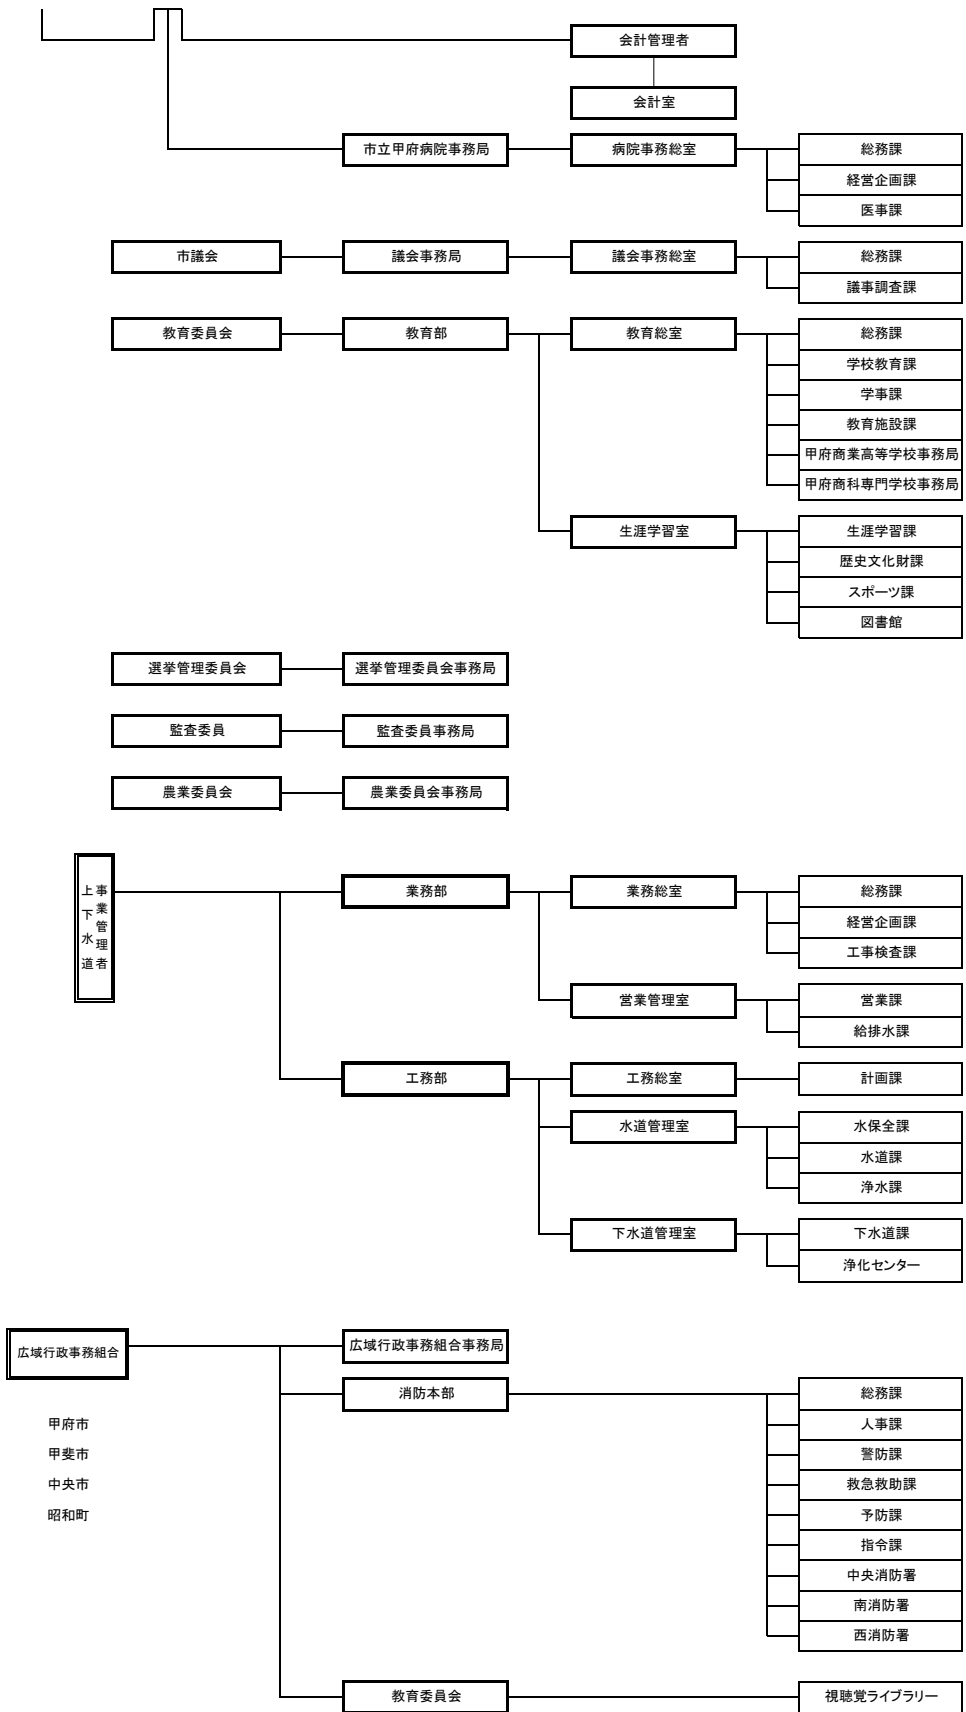 会計管理者
会計室
市立甲府病院事務局
病院事務総室
総務課
経営企画課
医事課
市議会
議会事務局
議会事務総室
総務課
議事調査課
教育委員会
教育部
教育総室
総務課
学校教育課
学事課
教育施設課
甲府商業高等学校事務局
甲府商科専門学校事務局
生涯学習室
生涯学習課
歴史文化財課
スポーツ課
図書館
選挙管理委員会
選挙管理委員会事務局
監査委員
監査委員事務局
農業委員会
農業委員会事務局
上下水道
事業管理者
業務部
業務総室
総務課
経営企画課
工事検査課
営業管理室
営業課
給排水課
工務部
工務総室
計画課
水道管理室
水保全課
水道課
浄水課
下水道管理室
下水道課
浄化センター
広域行政事務組合
甲府市
甲斐市
中央市
昭和町
広域行政事務組合事務局
消防本部
総務課
人事課
警防課
救急救助課
予防課
指令課
中央消防署
南消防署
西消防署
教育委員会
視聴覚ライブラリー